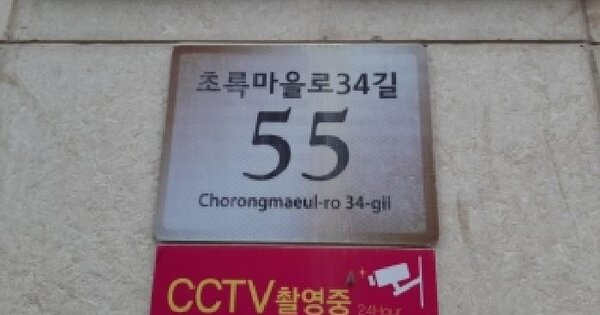 초록마을로34길
55
Chorongmaeul-ro 34-gil
CCTV촬영중
24Hour